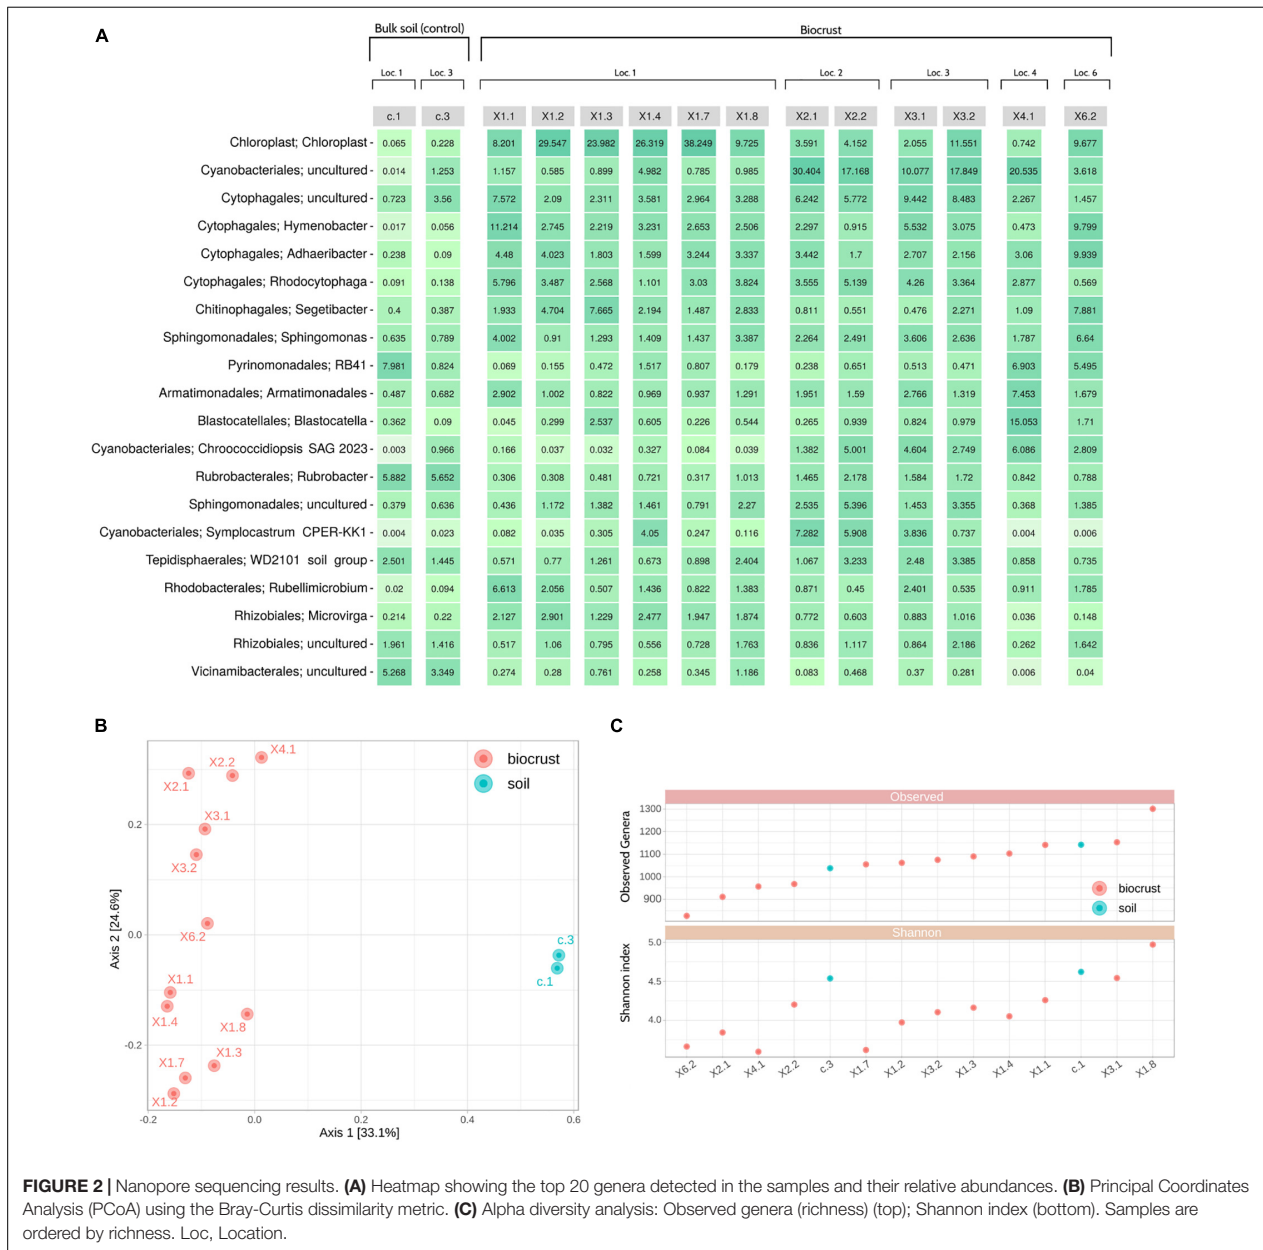 A
Bulk soil (control) Biocrust
Loc. 1 Loc. 3 Loc. 1 Loc. 2 Loc. 3 Loc. 4 Loc. 6
c.1 c.3 X1.1 X1.2 X1.3 X1.4 X1.7 X1.8 X2.1 X2.2 X3.1 X3.2 X4.1 X6.2
Chloroplast; Chloroplast 0.065 0.228 8.201 29.547 23.982 26.319 38.249 9.725 3.591 4.152 2.055 11.551 0.742 9.677
Cyanobacteriales; uncultured 0.014 1.253 1.157 0.585 0.899 4.982 0.785 0.985 30.404 17.168 10.077 17.849 20.535 3.618
Cytophagales; uncultured 0.723 3.56 7.572 2.09 2.311 3.581 2.964 3.288 6.242 5.772 9.442 8.483 2.267 1.457
Cytophagales; Hymenobacter 0.017 0.056 11.214 2.745 2.219 3.231 2.653 2.506 2.297 0.915 5.532 3.075 0.473 9.799
Cytophagales; Adhaeribacter 0.238 0.09 4.48 4.023 1.803 1.599 3.244 3.337 3.442 1.7 2.707 2.156 3.06 9.939
Cytophagales; Rhodocytophaga 0.091 0.138 5.796 3.487 2.568 1.101 3.03 3.824 3.555 5.139 4.26 3.364 2.877 0.569
Chitinophagales; Segetibacter 0.4 0.387 1.933 4.704 7.665 2.194 1.487 2.833 0.811 0.551 0.476 2.271 1.09 7.881
Sphingomonadales; Sphingomonas 0.635 0.789 4.002 0.91 1.293 1.409 1.437 3.387 2.264 2.491 3.606 2.636 1.787 6.64
Pyrinomonadales; RB41 7.981 0.824 0.069 0.155 0.472 1.517 0.807 0.179 0.238 0.651 0.513 0.471 6.903 5.495
Armatimonadales; Armatimonadales 0.487 0.682 2.902 1.002 0.822 0.969 0.937 1.291 1.951 1.59 2.766 1.319 7.453 1.679
Blastocatellales; Blastocatella 0.362 0.09 0.045 0.299 2.537 0.605 0.226 0.544 0.265 0.939 0.824 0.979 15.053 1.71
Cyanobacteriales; Chroococcidiopsis SAG 2023 0.003 0.966 0.166 0.037 0.032 0.327 0.084 0.039 1.382 5.001 4.604 2.749 6.086 2.809
Rubrobacterales; Rubrobacter 5.882 5.652 0.306 0.308 0.481 0.721 0.317 1.013 1.465 2.178 1.584 1.72 0.842 0.788
Sphingomonadales; uncultured 0.379 0.636 0.436 1.172 1.382 1.461 0.791 2.27 2.535 5.396 1.453 3.355 0.368 1.385
Cyanobacteriales; Symplocastrum CPER-KK1 0.004 0.023 0.082 0.035 0.305 4.05 0.247 0.116 7.282 5.908 3.836 0.737 0.004 0.006
Tepidisphaerales; WD2101 soil group 2.501 1.445 0.571 0.77 1.261 0.673 0.898 2.404 1.067 3.233 2.48 3.385 0.858 0.735
Rhodobacterales; Rubellimicrobium 0.02 0.094 6.613 2.056 0.507 1.436 0.822 1.383 0.871 0.45 2.401 0.535 0.911 1.785
Rhizobiales; Microvirga 0.214 0.22 2.127 2.901 1.229 2.477 1.947 1.874 0.772 0.603 0.883 1.016 0.036 0.148
Rhizobiales; uncultured 1.961 1.416 0.517 1.06 0.795 0.556 0.728 1.763 0.836 1.117 0.864 2.186 0.262 1.642
Vicinamibacterales; uncultured 5.268 3.349 0.274 0.28 0.761 0.258 0.345 1.186 0.083 0.468 0.37 0.281 0.006 0.04
B
X4.1
X2.2
X2.1
X3.1
X3.2
X6.2
X1.1
X1.4
X1.8
X1.3
X1.7
X1.2
c.3
c.1
biocrust
soil
0.2
0.0
-0.2
Axis 2 [24.6%]
-0.2 0.0 0.2 0.4 0.6
Axis 1 [33.1%]
C
Observed
1300
1200
1100
1000
900
Observed Genera
biocrust
soil
Shannon
5.0
4.5
4.0
Shannon index
X6.2 X2.1 X4.1 X2.2 c.3 X1.7 X1.2 X3.2 X1.3 X1.4 X1.1 c.1 X3.1 X1.8
FIGURE 2 | Nanopore sequencing results. (A) Heatmap showing the top 20 genera detected in the samples and their relative abundances. (B) Principal Coordinates
Analysis (PCoA) using the Bray-Curtis dissimilarity metric. (C) Alpha diversity analysis: Observed genera (richness) (top); Shannon index (bottom). Samples are
ordered by richness. Loc, Location.